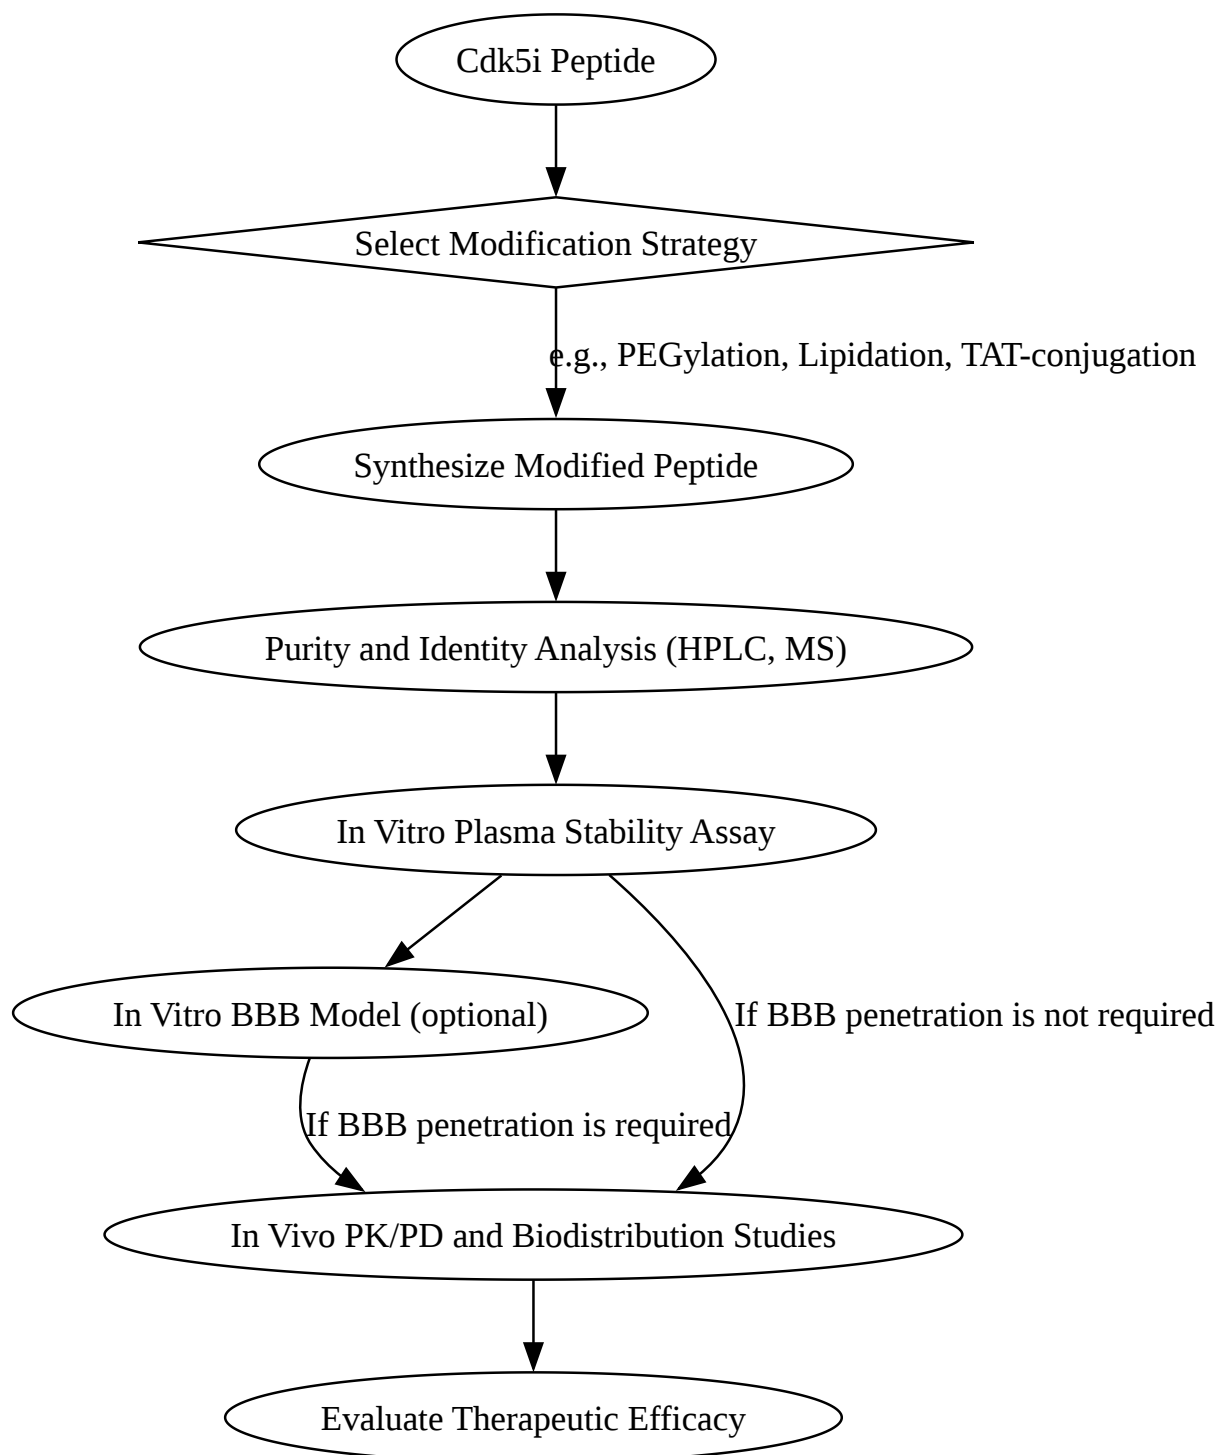 Cdk5i Peptide
Select Modification Strategy
e.g., PEGylation, Lipidation, TAT-conjugation
Synthesize Modified Peptide
Purity and Identity Analysis (HPLC, MS)
In Vitro Plasma Stability Assay
In Vitro BBB Model (optional)
If BBB penetration is not required
If BBB penetration is required
In Vivo PK/PD and Biodistribution Studies
Evaluate Therapeutic Efficacy